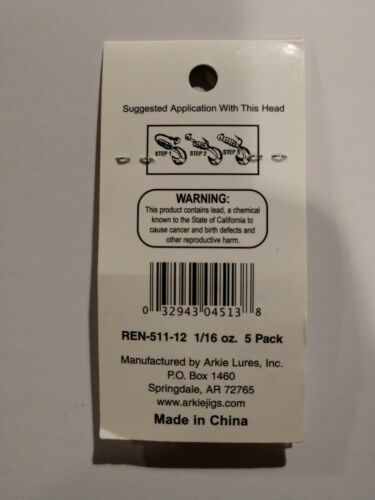 Suggested Application With This Head
STEP 1 STEP 2 STEP 3
WARNING:
This product contains lead, a chemical
known to the State of California to
cause cancer and birth defects and
other reproductive harm.
0 32943 04513 8
REN-511-12 1/16 oz. 5 Pack
Manufactured by Arkie Lures, Inc.
P.O. Box 1460
Springdale, AR 72765
www.arkiejigs.com
Made in China